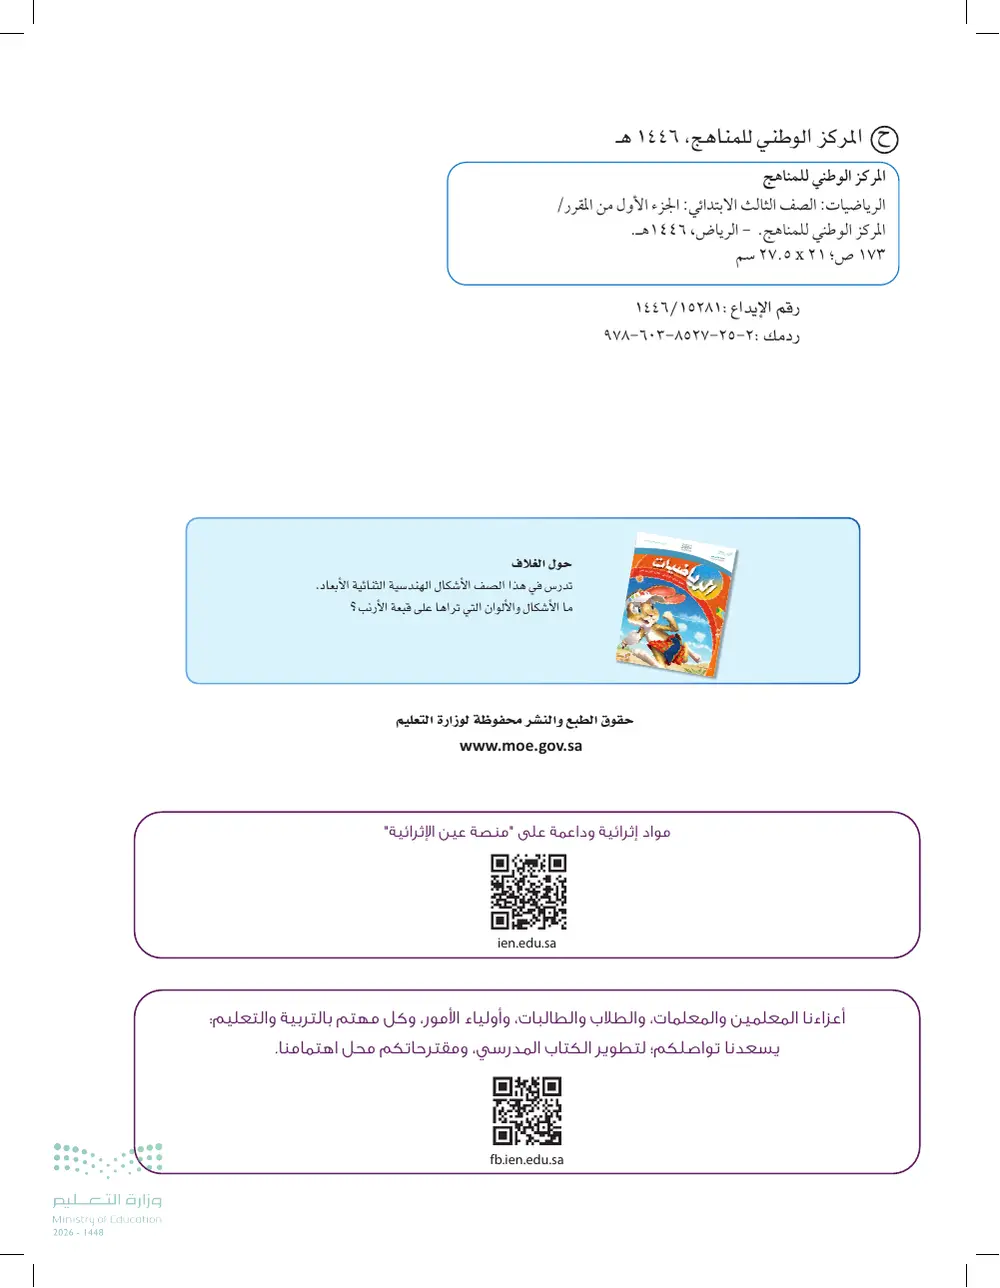 ح المركز الوطني للمناهج، ١٤٤٦ هـ
المركز الوطني للمناهج
الرياضيات: الصف الثالث الابتدائي: الجزء الأول من المقرر/
المركز الوطني للمناهج. - الرياض، ١٤٤٦هـ.
١٧٣ ص؛ ٢١ x ٢٧.٥ سم
رقم الإيداع :١٤٤٦/١٥٢٨١
ردمك :٢-٢٥-٨٥٢٧-٦٠٣-٩٧٨
الرياضيات
حول الغلاف
تدرس في هذا الصف الأشكال الهندسية الثنائية الأبعاد.
ما الأشكال والألوان التي تراها على قبعة الأرنب؟
حقوق الطبع والنشر محفوظة لوزارة التعليم
www.moe.gov.sa
مواد إثرائية وداعمة على "منصة عين الإثرائية"
ien.edu.sa
أعزاءنا المعلمين والمعلمات، والطلاب والطالبات، وأولياء الأمور، وكل مهتم بالتربية والتعليم:
يسعدنا تواصلكم؛ لتطوير الكتاب المدرسي، ومقترحاتكم محل اهتمامنا.
fb.ien.edu.sa
وزارة التعـــليم
Ministry of Education
2026 - 1448